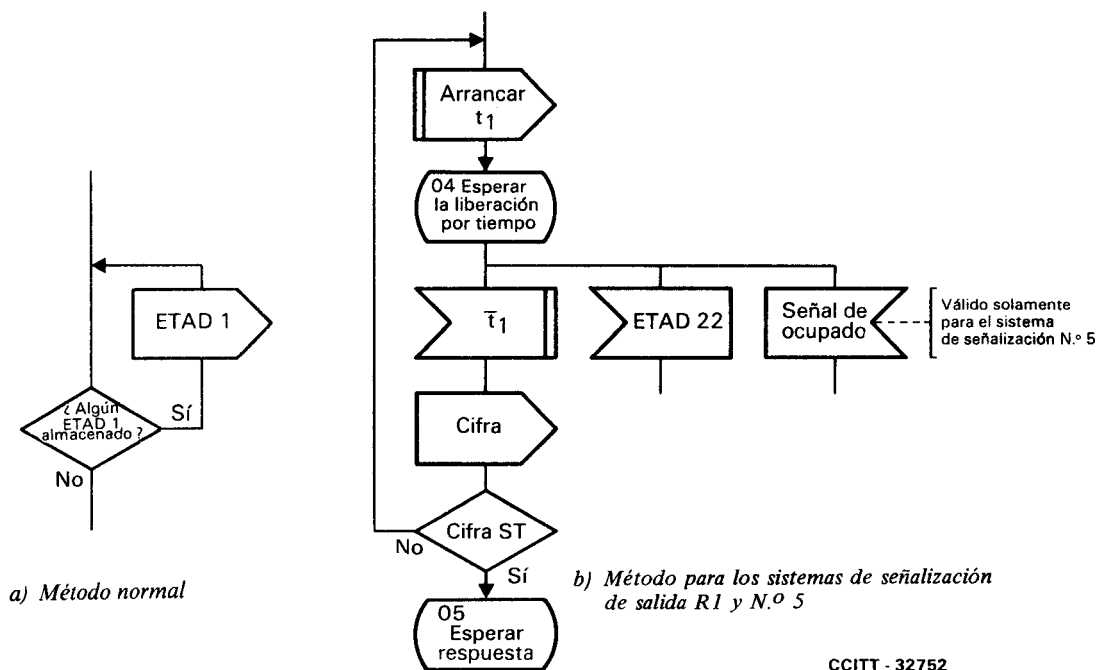 Arrancar
t1
04 Esperar
la liberación
por tiempo
ETAD 1
t̅1
ETAD 22
Señal de
ocupado
Válido solamente
para el sistema
de señalización N.º 5
¿ Algún
ETAD 1
almacenado ?
Sí
No
Cifra
Cifra ST
No
Sí
a) Método normal
b) Método para los sistemas de señalización
de salida R1 y N.º 5
05
Esperar
respuesta
CCITT - 32752